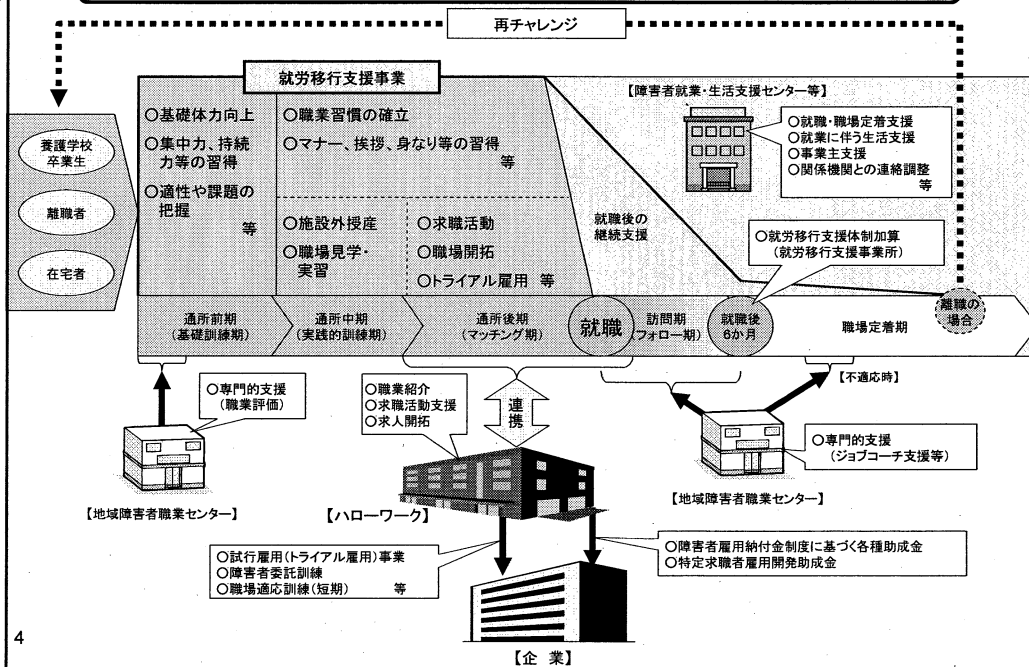 再チャレンジ
就労移行支援事業
養護学校
卒業生
離職者
在宅者
○基礎体力向上
○集中力、持続
力等の習得
○適性や課題の
把握
等
○職業習慣の確立
○マナー、挨拶、身なり等の習得
等
○施設外授産
○職場見学・
実習
○求職活動
○職場開拓
○トライアル雇用 等
就職後の
継続支援
【障害者就業・生活支援センター等】
○就職・職場定着支援
○就業に伴う生活支援
○事業主支援
○関係機関との連絡調整
等
○就労移行支援体制加算
(就労移行支援事業所)
通所前期
(基礎訓練期)
通所中期
(実践的訓練期)
通所後期
(マッチング期)
就職
訪問期
(フォロー期)
就職後
6か月
職場定着期
離職の
場合
○専門的支援
(職業評価)
【地域障害者職業センター】
○職業紹介
○求職活動支援
○求人開拓
連携
【ハローワーク】
【不適応時】
○専門的支援
(ジョブコーチ支援等)
【地域障害者職業センター】
○試行雇用(トライアル雇用)事業
○障害者委託訓練
○職場適応訓練(短期) 等
○障害者雇用納付金制度に基づく各種助成金
○特定求職者雇用開発助成金
【企 業】
4